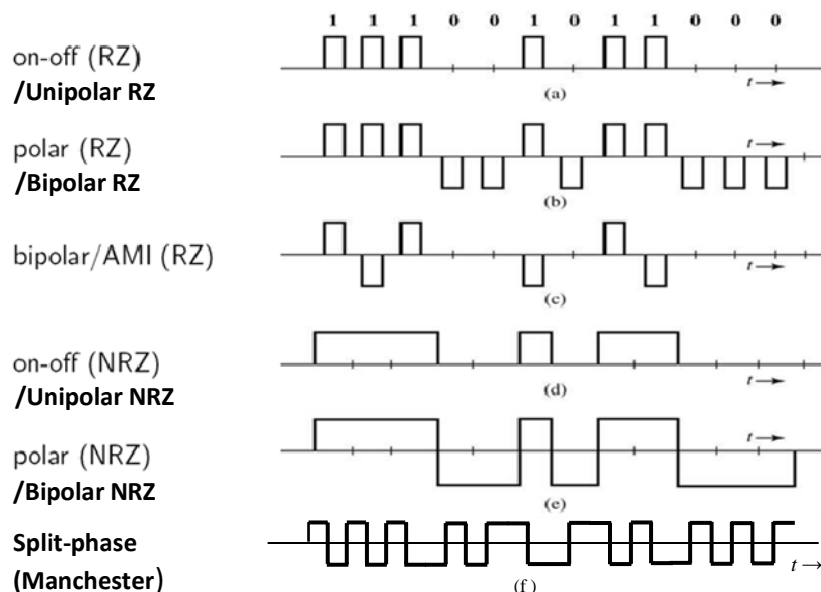 1 1 1 0 0 1 0 1 1 0 0 0
on-off (RZ)
/Unipolar RZ
t →
(a)
polar (RZ)
/Bipolar RZ
t →
(b)
bipolar/AMI (RZ)
t →
(c)
on-off (NRZ)
/Unipolar NRZ
t →
(d)
polar (NRZ)
/Bipolar NRZ
t →
(e)
Split-phase
(Manchester)
t →
(f)